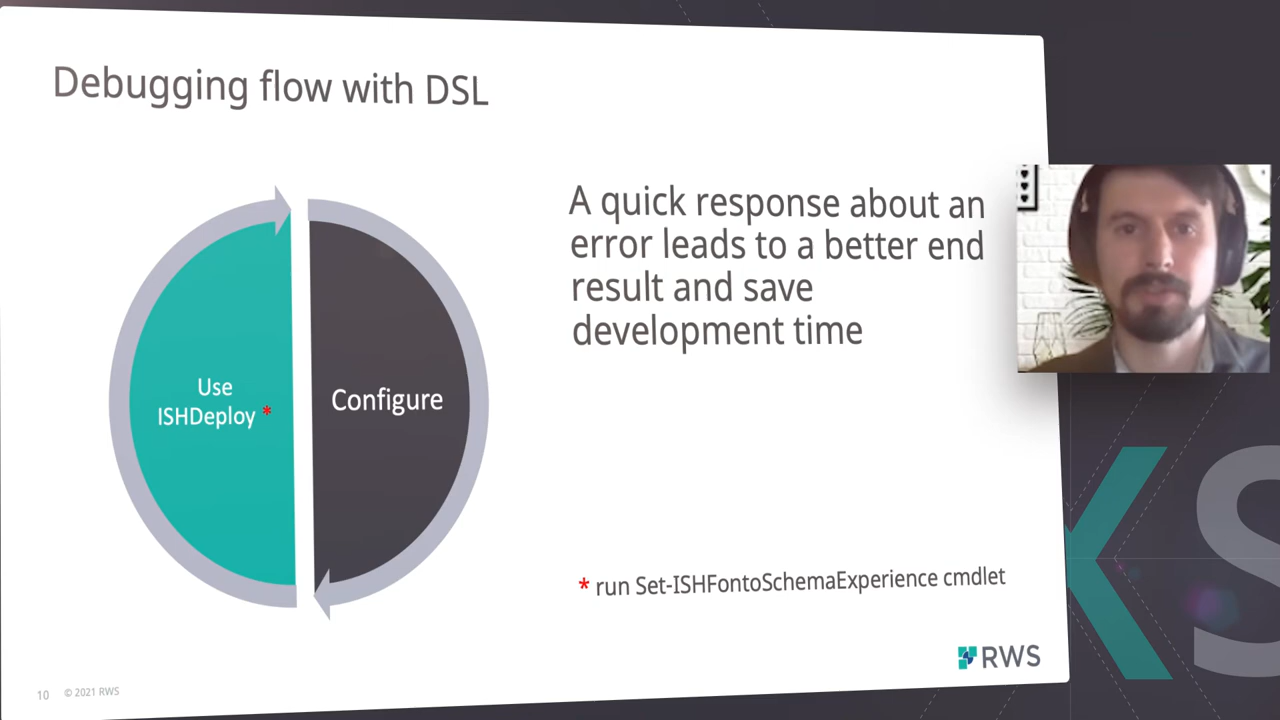 Debugging flow with DSL
Use
ISHDeploy *
Configure
A quick response about an
error leads to a better end
result and save
development time
* run Set-ISHFontoSchemaExperience cmdlet
RWS
10 © 2021 RWS